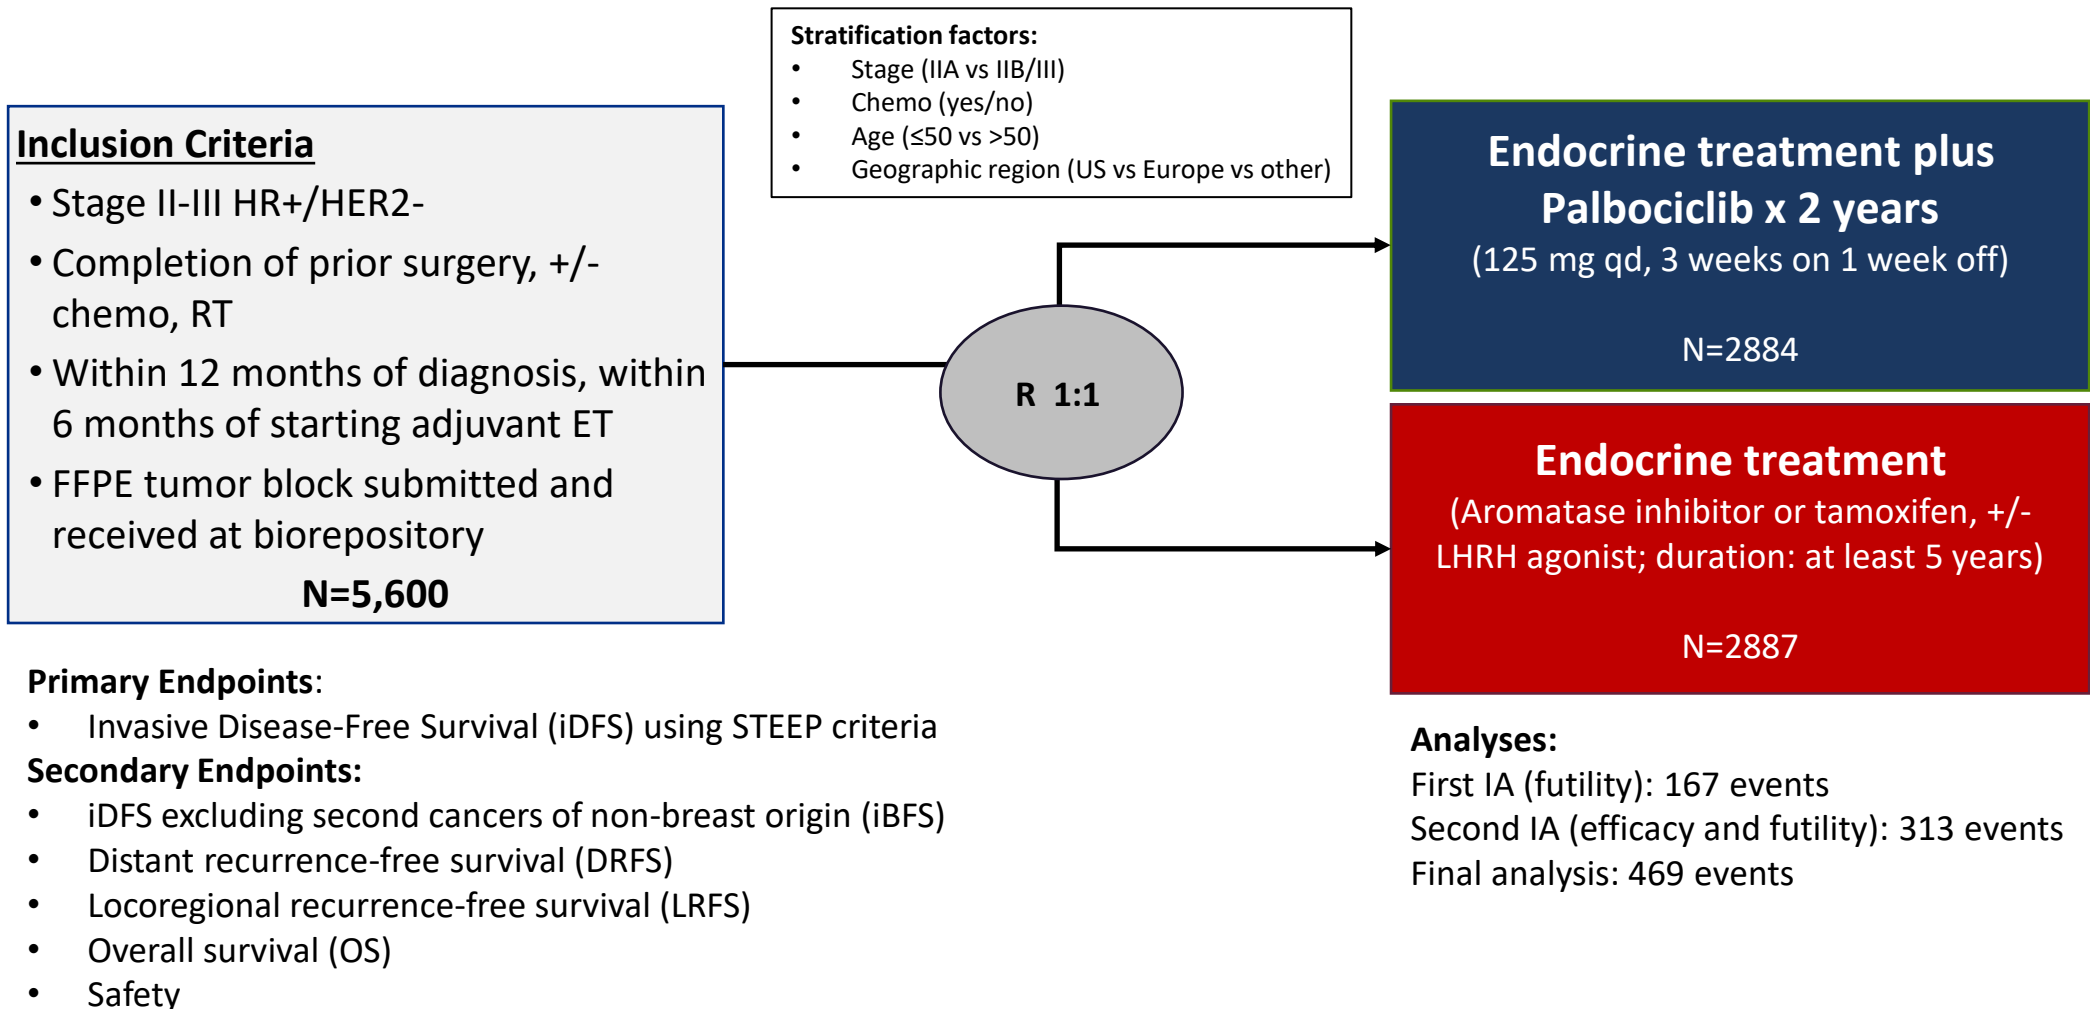 Stratification factors:
• Stage (IIA vs IIB/III)
• Chemo (yes/no)
• Age (≤50 vs >50)
• Geographic region (US vs Europe vs other)
Inclusion Criteria
• Stage II-III HR+/HER2-
• Completion of prior surgery, +/-
chemo, RT
• Within 12 months of diagnosis, within
6 months of starting adjuvant ET
• FFPE tumor block submitted and
received at biorepository
N=5,600
R 1:1
Endocrine treatment plus
Palbociclib x 2 years
(125 mg qd, 3 weeks on 1 week off)
N=2884
Endocrine treatment
(Aromatase inhibitor or tamoxifen, +/-
LHRH agonist; duration: at least 5 years)
N=2887
Primary Endpoints:
• Invasive Disease-Free Survival (iDFS) using STEEP criteria
Secondary Endpoints:
• iDFS excluding second cancers of non-breast origin (iBFS)
• Distant recurrence-free survival (DRFS)
• Locoregional recurrence-free survival (LRFS)
• Overall survival (OS)
• Safety
Analyses:
First IA (futility): 167 events
Second IA (efficacy and futility): 313 events
Final analysis: 469 events